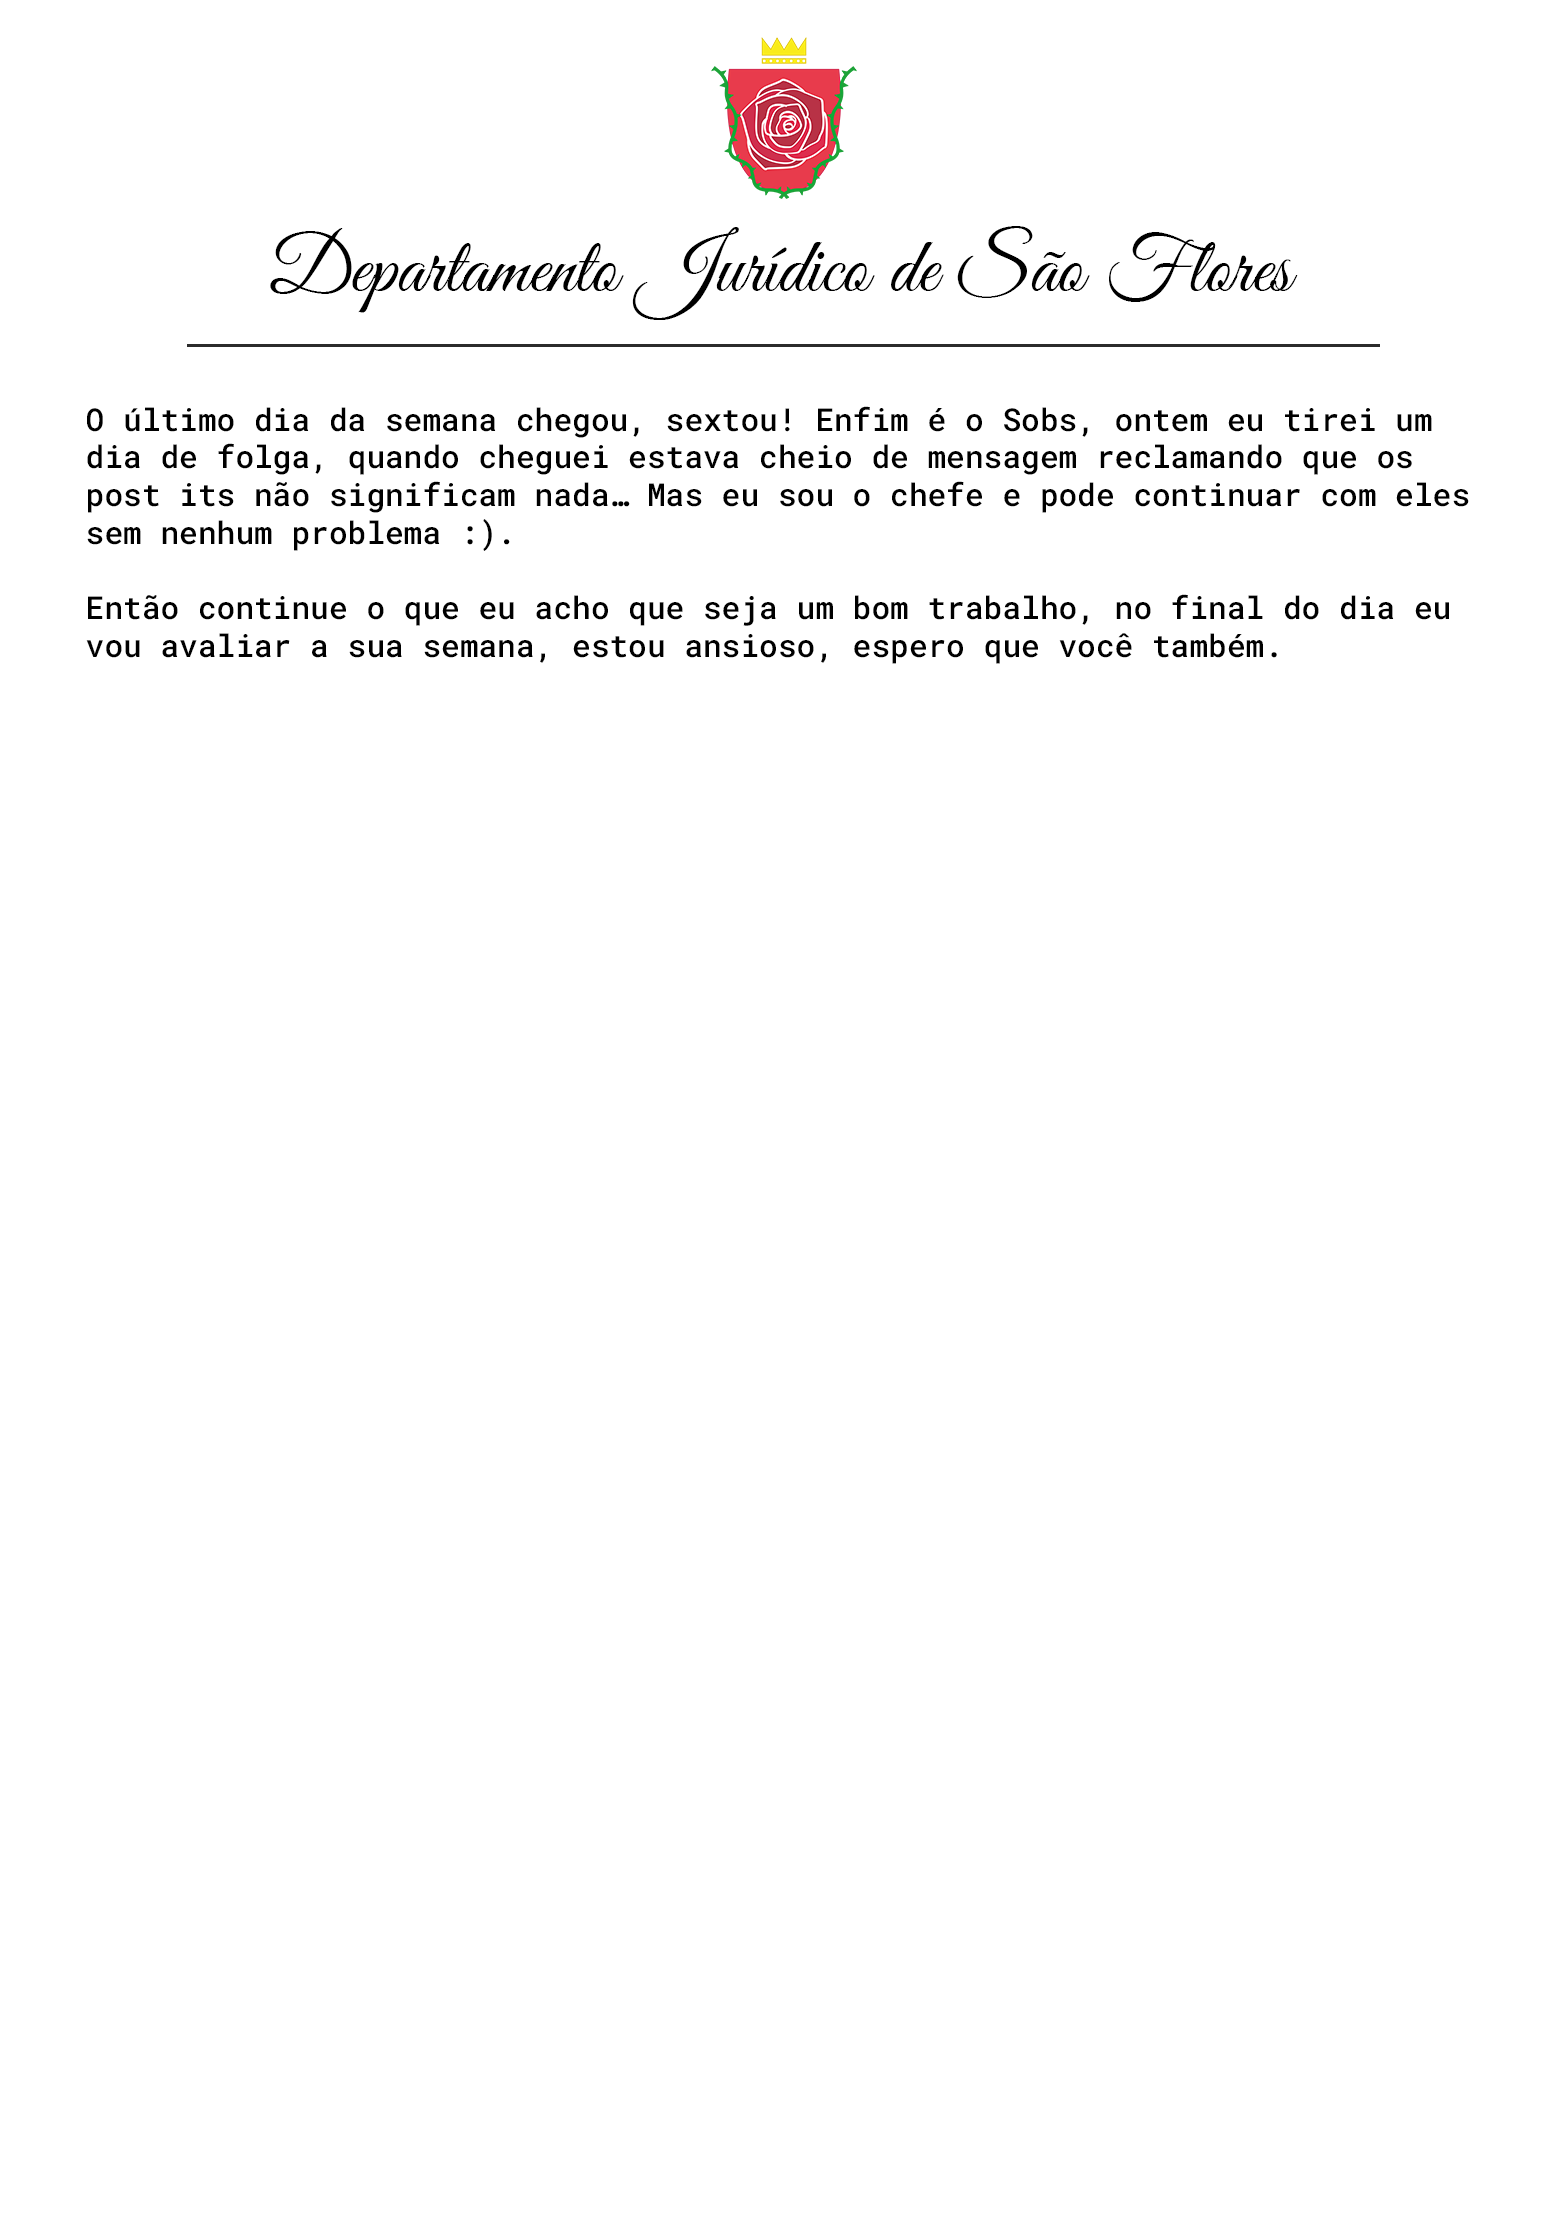 Departamento Jurídico de São Flores
O último dia da semana chegou, sextou! Enfim é o Sobs, ontem eu tirei um
dia de folga, quando cheguei estava cheio de mensagem reclamando que os
post its não significam nada… Mas eu sou o chefe e pode continuar com eles
sem nenhum problema :).
Então continue o que eu acho que seja um bom trabalho, no final do dia eu
vou avaliar a sua semana, estou ansioso, espero que você também.